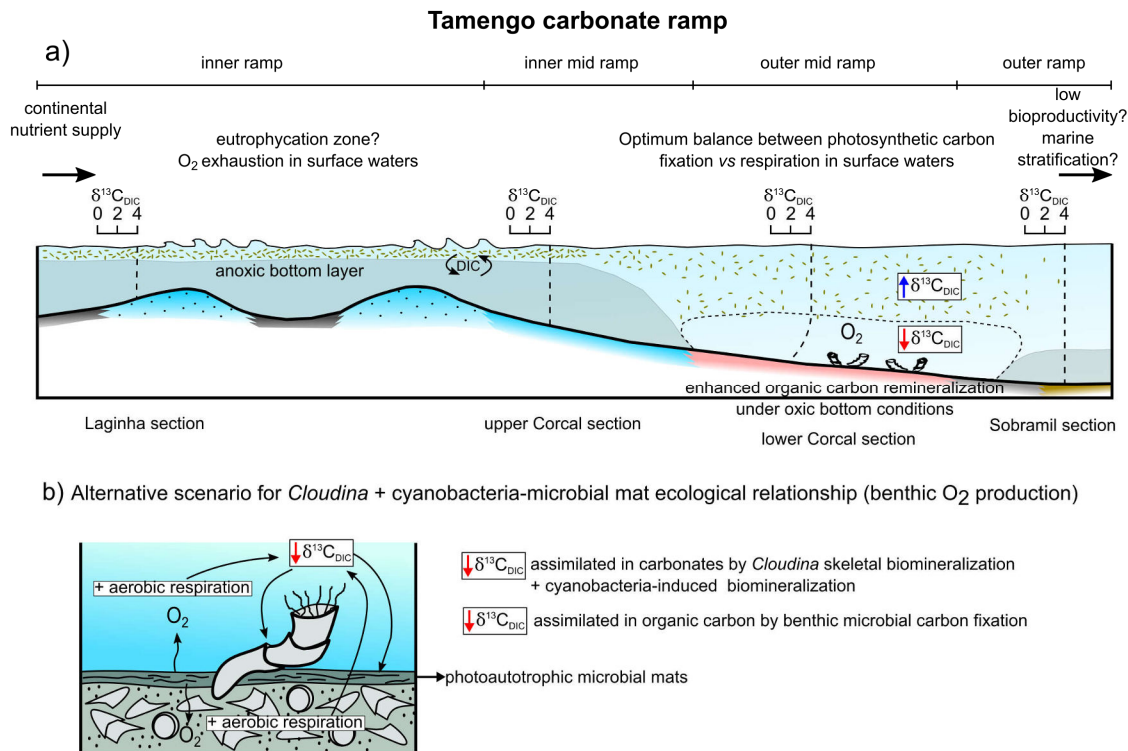 Tamengo carbonate ramp
a)
inner ramp
inner mid ramp
outer mid ramp
outer ramp
continental
nutrient supply
eutrophycation zone?
O2 exhaustion in surface waters
Optimum balance between photosynthetic carbon
fixation vs respiration in surface waters
low
bioproductivity?
marine
stratification?
δ13CDIC
0 2 4
δ13CDIC
0 2 4
δ13CDIC
0 2 4
δ13CDIC
0 2 4
anoxic bottom layer
DIC
δ13CDIC
O2
δ13CDIC
enhanced organic carbon remineralization
under oxic bottom conditions
Laginha section
upper Corcal section
lower Corcal section
Sobramil section
b) Alternative scenario for Cloudina + cyanobacteria-microbial mat ecological relationship (benthic O2 production)
δ13CDIC
+ aerobic respiration
O2
+ aerobic respiration
O2
photoautotrophic microbial mats
δ13CDIC assimilated in carbonates by Cloudina skeletal biomineralization
+ cyanobacteria-induced biomineralization
δ13CDIC assimilated in organic carbon by benthic microbial carbon fixation